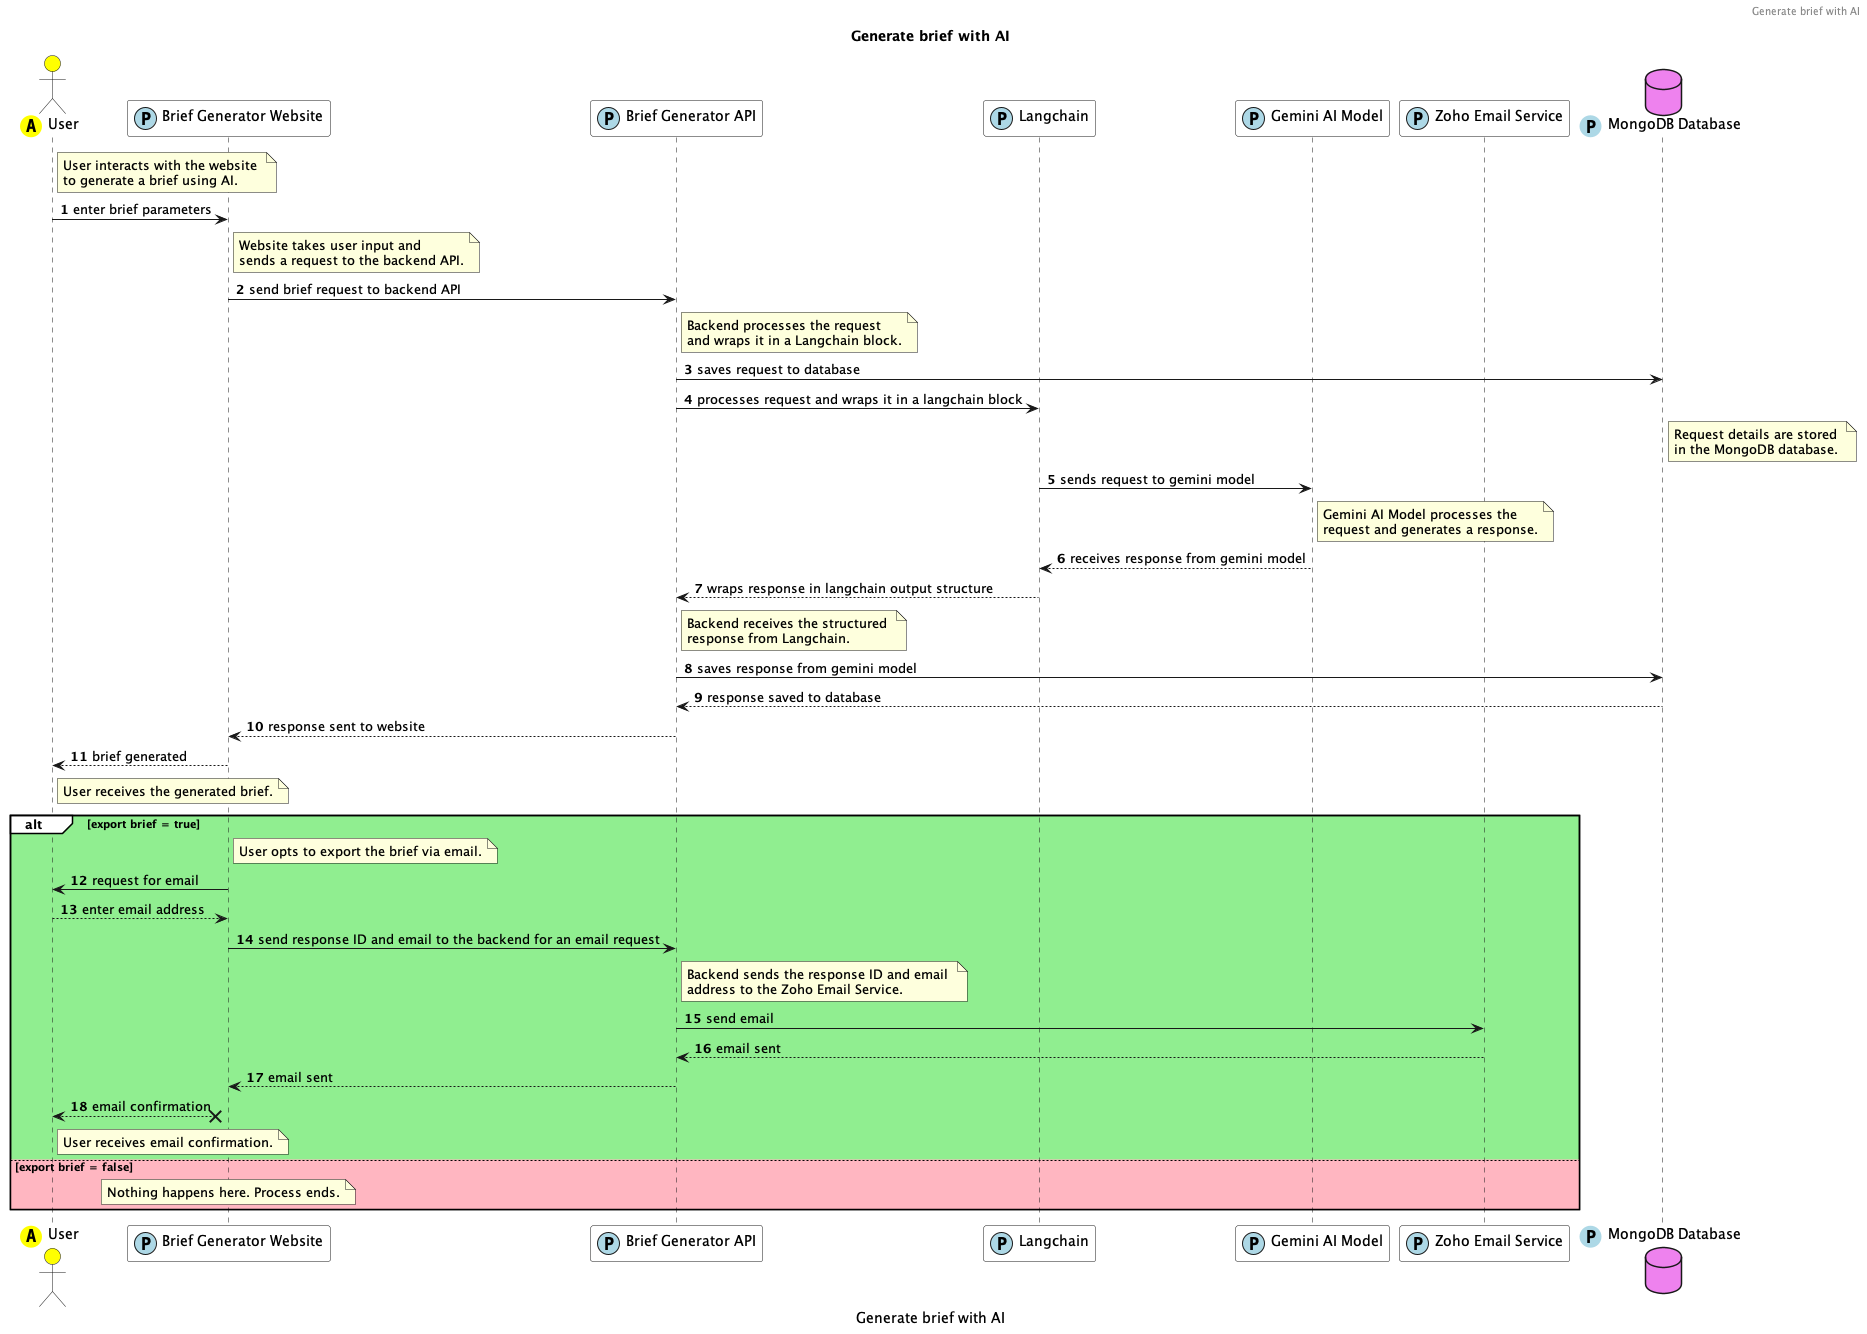 Generate brief with AI
Generate brief with AI
A User
P Brief Generator Website
P Brief Generator API
P Langchain
P Gemini AI Model
P Zoho Email Service
P MongoDB Database
User interacts with the website
to generate a brief using AI.
1 enter brief parameters
Website takes user input and
sends a request to the backend API.
2 send brief request to backend API
Backend processes the request
and wraps it in a Langchain block.
3 saves request to database
4 processes request and wraps it in a langchain block
Request details are stored
in the MongoDB database.
5 sends request to gemini model
Gemini AI Model processes the
request and generates a response.
6 receives response from gemini model
7 wraps response in langchain output structure
Backend receives the structured
response from Langchain.
8 saves response from gemini model
9 response saved to database
10 response sent to website
11 brief generated
User receives the generated brief.
alt [export brief = true]
User opts to export the brief via email.
12 request for email
13 enter email address
14 send response ID and email to the backend for an email request
Backend sends the response ID and email
address to the Zoho Email Service.
15 send email
16 email sent
17 email sent
18 email confirmation
User receives email confirmation.
[export brief = false]
Nothing happens here. Process ends.
A User
P Brief Generator Website
P Brief Generator API
P Langchain
P Gemini AI Model
P Zoho Email Service
P MongoDB Database
Generate brief with AI